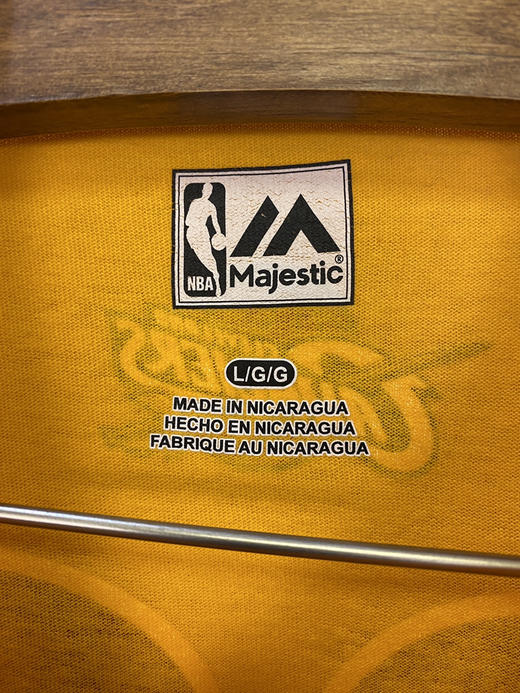 NBA
Majestic®
L/G/G
MADE IN NICARAGUA
HECHO EN NICARAGUA
FABRIQUE AU NICARAGUA